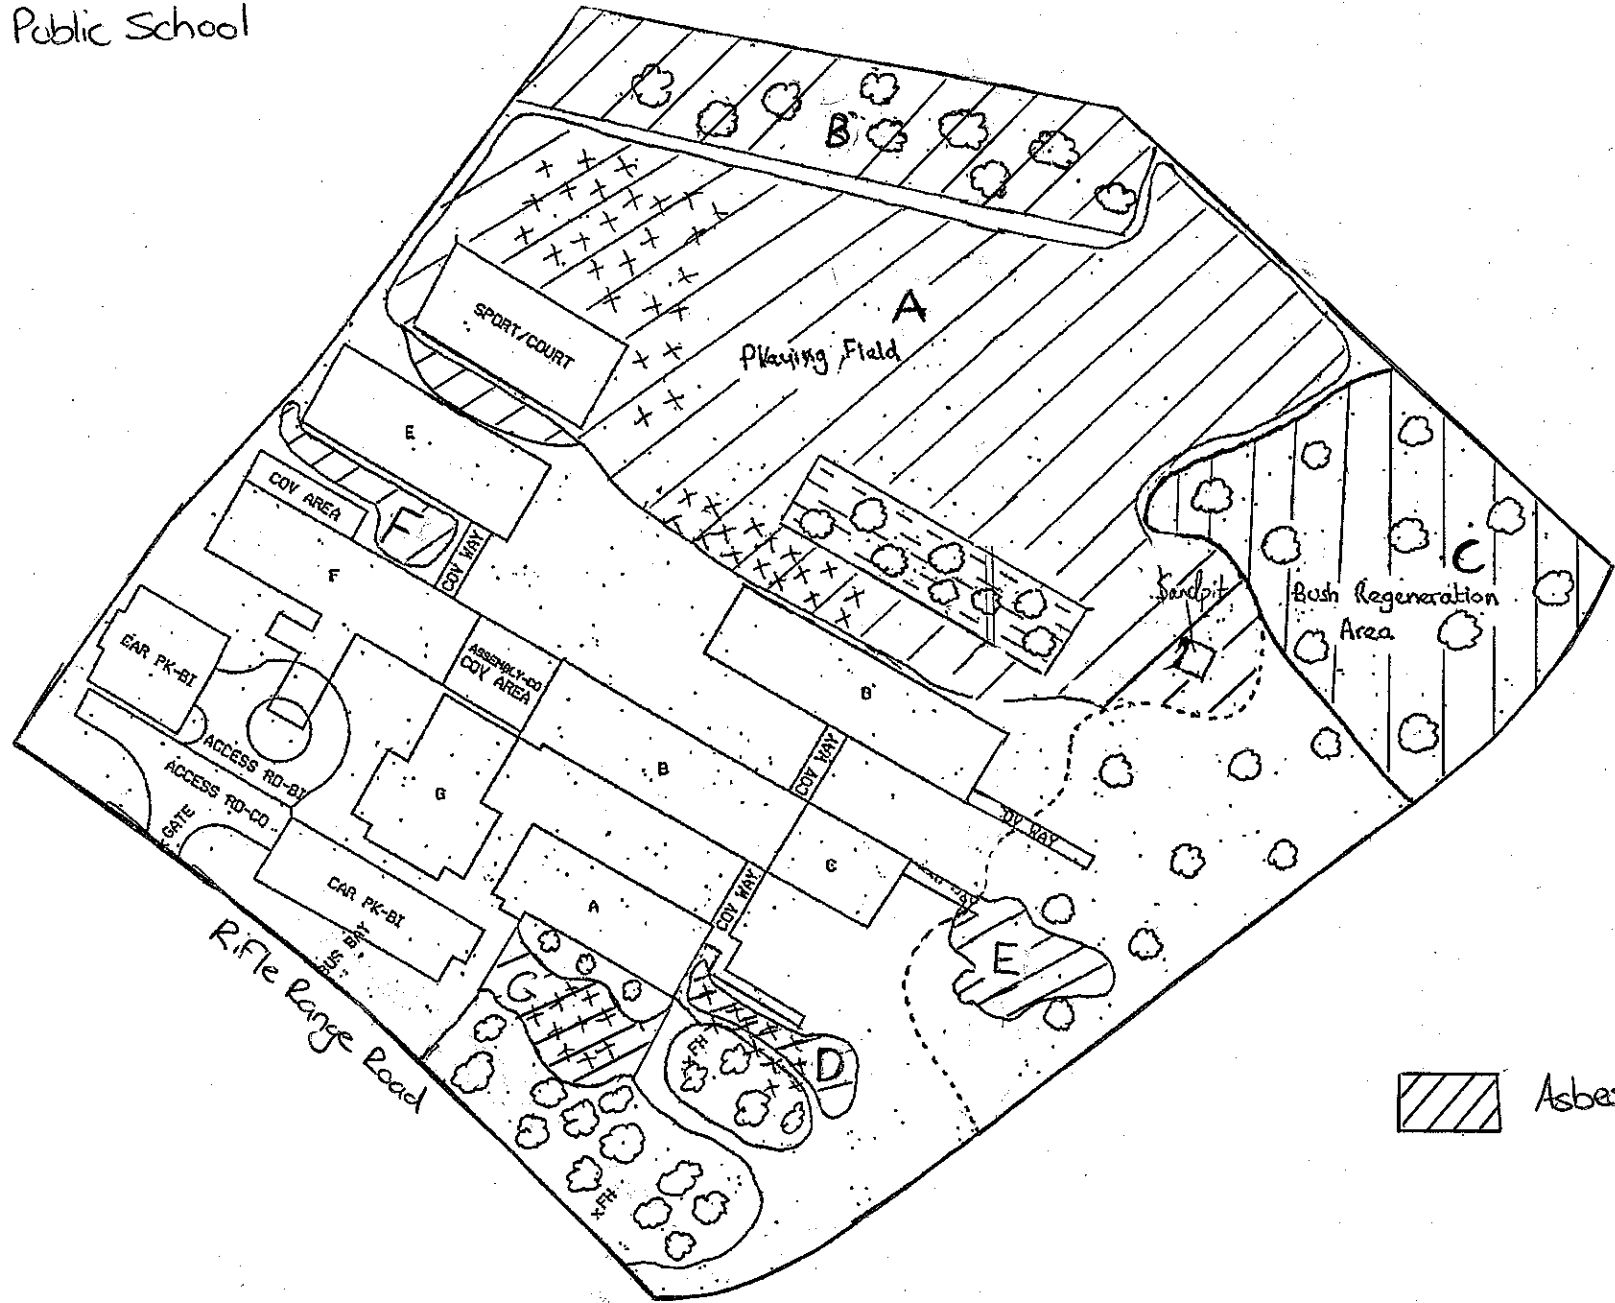 Public School
B
A
Playing Field
SPORT/COURT
E
COV AREA
F
COV WAY
F
C
Bush Regeneration
Area
Sandpit
CAR PK-BI
ASSEMBLY-CO
COV AREA
B
ACCESS RD-BI
ACCESS RD-CO
GATE
G
B
COV WAY
COV WAY
C
CAR PK-BI
BUS BAY
A
COV WAY
Rifle Range Road
G
E
FH
D
FH